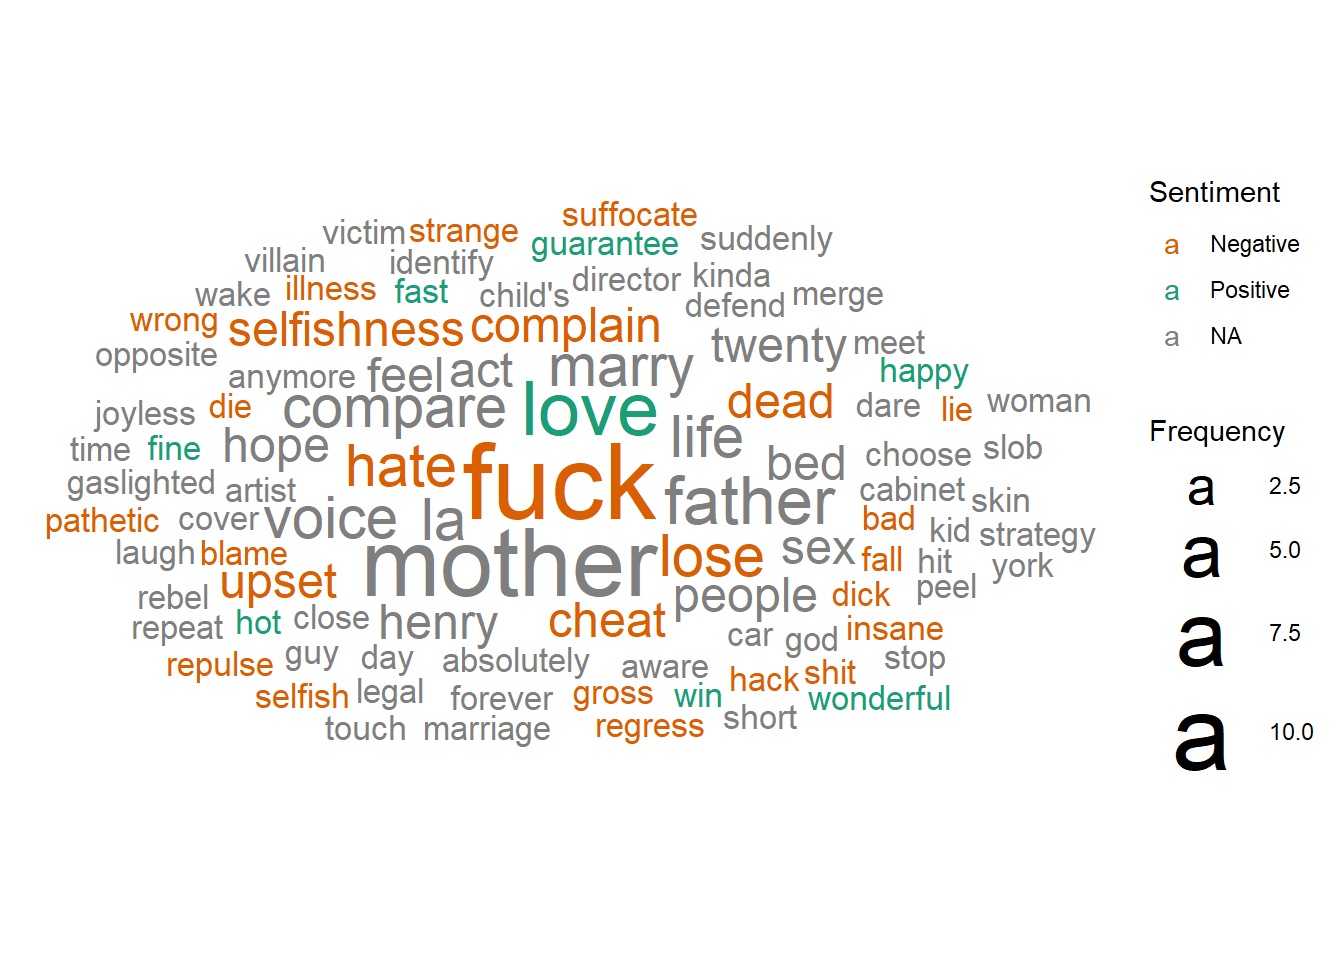 suffocate
victim strange guarantee suddenly
villain identify
wake illness fast child's director kinda defend merge
wrong selfishness complain twenty meet
opposite anymore feel act marry happy
joyless die compare love dead dare lie woman
time fine hope hate life bed choose slob
gaslighted artist fuck father cabinet skin
pathetic cover voice la bad kid strategy
laugh blame mother lose sex fall hit york
rebel upset people dick peel
repeat hot close henry cheat car god insane
repulse guy day absolutely aware hack shit stop
selfish legal forever gross win wonderful
touch marriage regress short
Sentiment
a Negative
a Positive
a NA
Frequency
a 2.5
a 5.0
a 7.5
a 10.0